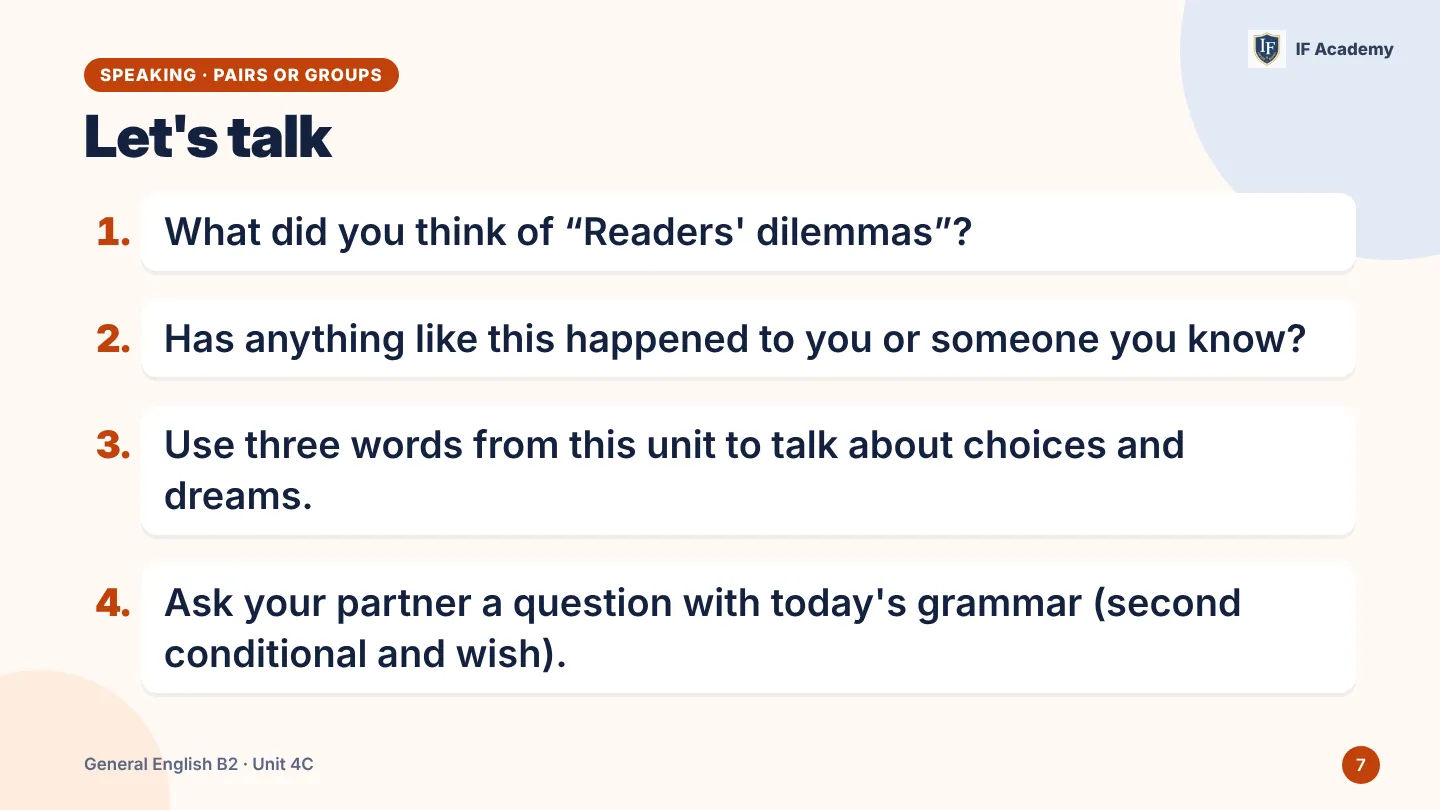 IF
IF Academy
SPEAKING · PAIRS OR GROUPS
Let's talk
1. What did you think of “Readers' dilemmas”?
2. Has anything like this happened to you or someone you know?
3. Use three words from this unit to talk about choices and
dreams.
4. Ask your partner a question with today's grammar (second
conditional and wish).
General English B2 · Unit 4C
7